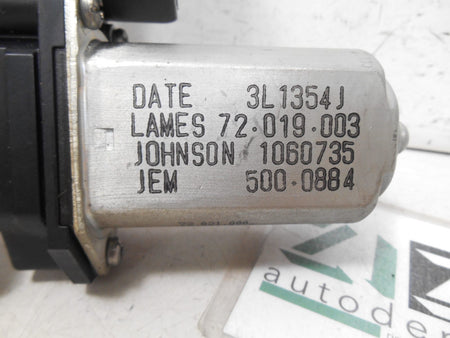 DATE 3L1354J
LAMES 72.019.003
JOHNSON 1060735
JEM 500.0884
autode